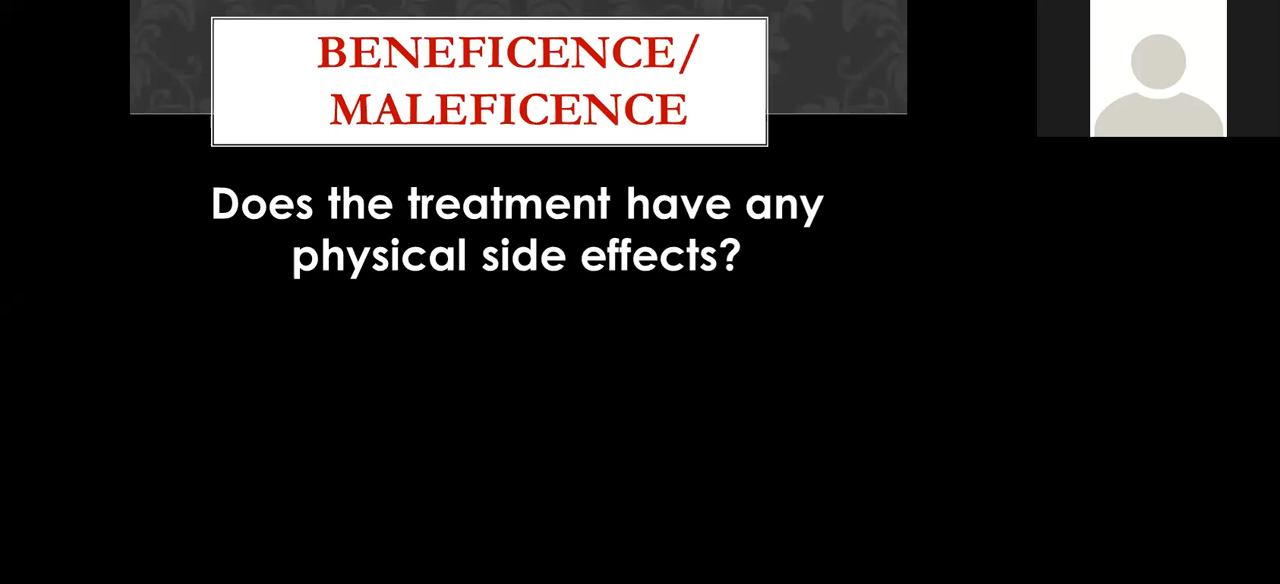 BENEFICENCE/
MALEFICENCE
Does the treatment have any
physical side effects?